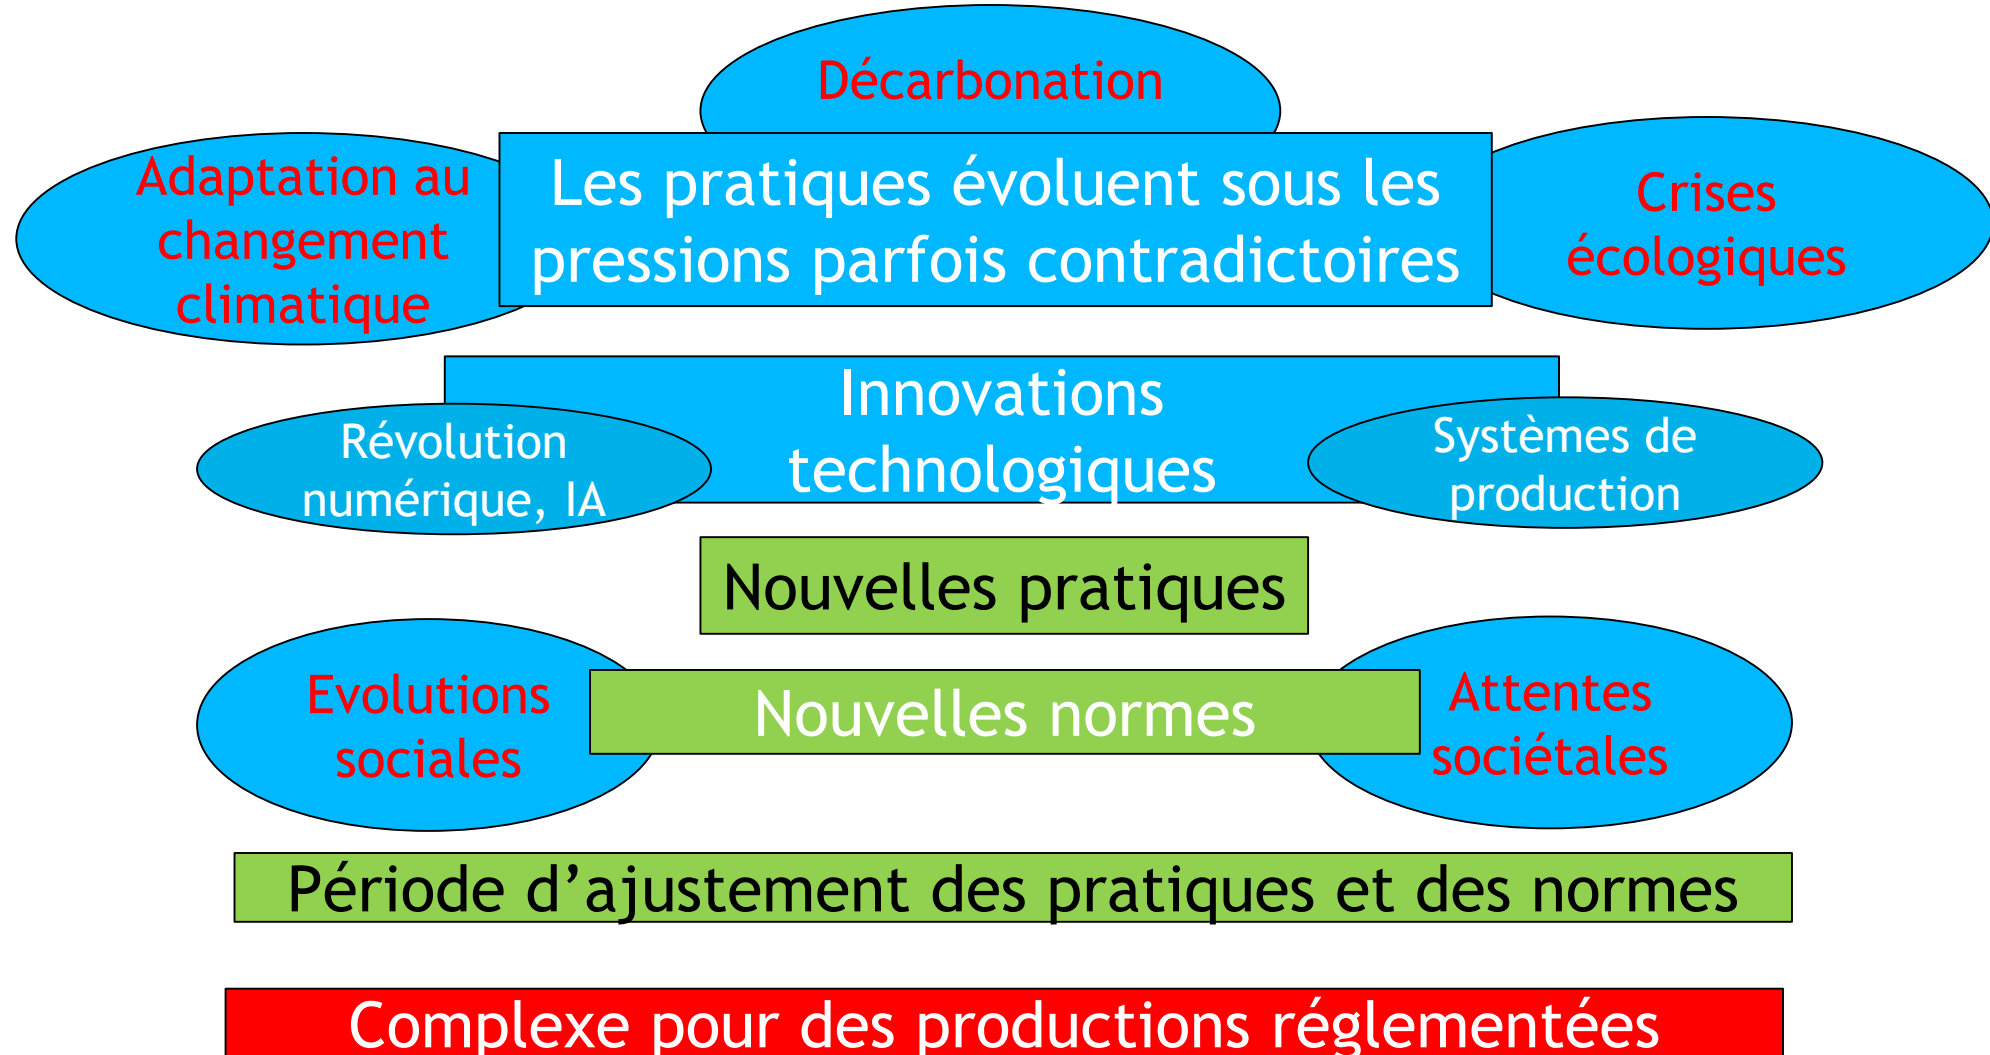 Décarbonation
Adaptation au
changement
climatique
Les pratiques évoluent sous les
pressions parfois contradictoires
Crises
écologiques
Innovations
technologiques
Révolution
numérique, IA
Systèmes de
production
Nouvelles pratiques
Evolutions
sociales
Nouvelles normes
Attentes
sociétales
Période d’ajustement des pratiques et des normes
Complexe pour des productions réglementées